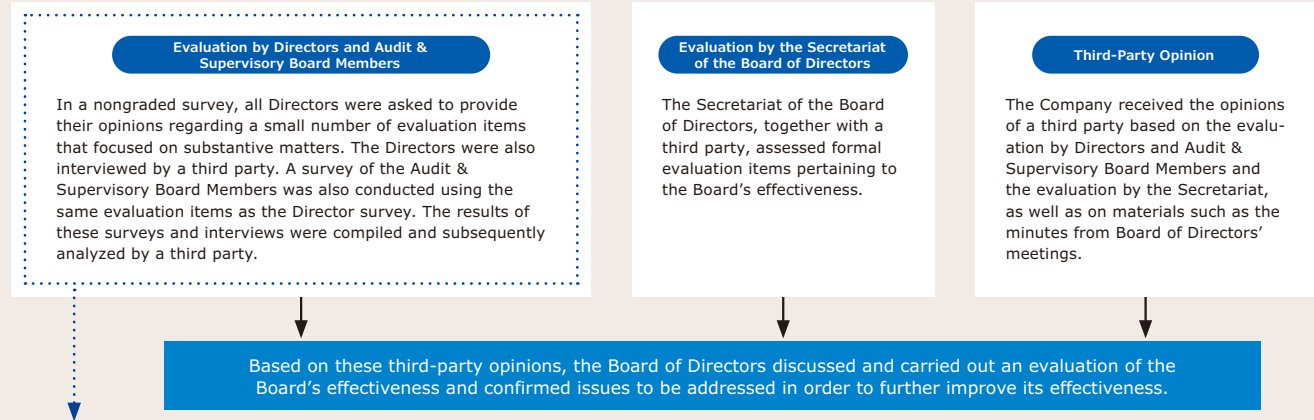 Evaluation by Directors and Audit &
Supervisory Board Members
In a nongraded survey, all Directors were asked to provide
their opinions regarding a small number of evaluation items
that focused on substantive matters. The Directors were also
interviewed by a third party. A survey of the Audit &
Supervisory Board Members was also conducted using the
same evaluation items as the Director survey. The results of
these surveys and interviews were compiled and subsequently
analyzed by a third party.
Evaluation by the Secretariat
of the Board of Directors
The Secretariat of the Board
of Directors, together with a
third party, assessed formal
evaluation items pertaining to
the Board’s effectiveness.
Third-Party Opinion
The Company received the opinions
of a third party based on the evalu-
ation by Directors and Audit &
Supervisory Board Members and
the evaluation by the Secretariat,
as well as on materials such as the
minutes from Board of Directors’
meetings.
Based on these third-party opinions, the Board of Directors discussed and carried out an evaluation of the
Board’s effectiveness and confirmed issues to be addressed in order to further improve its effectiveness.